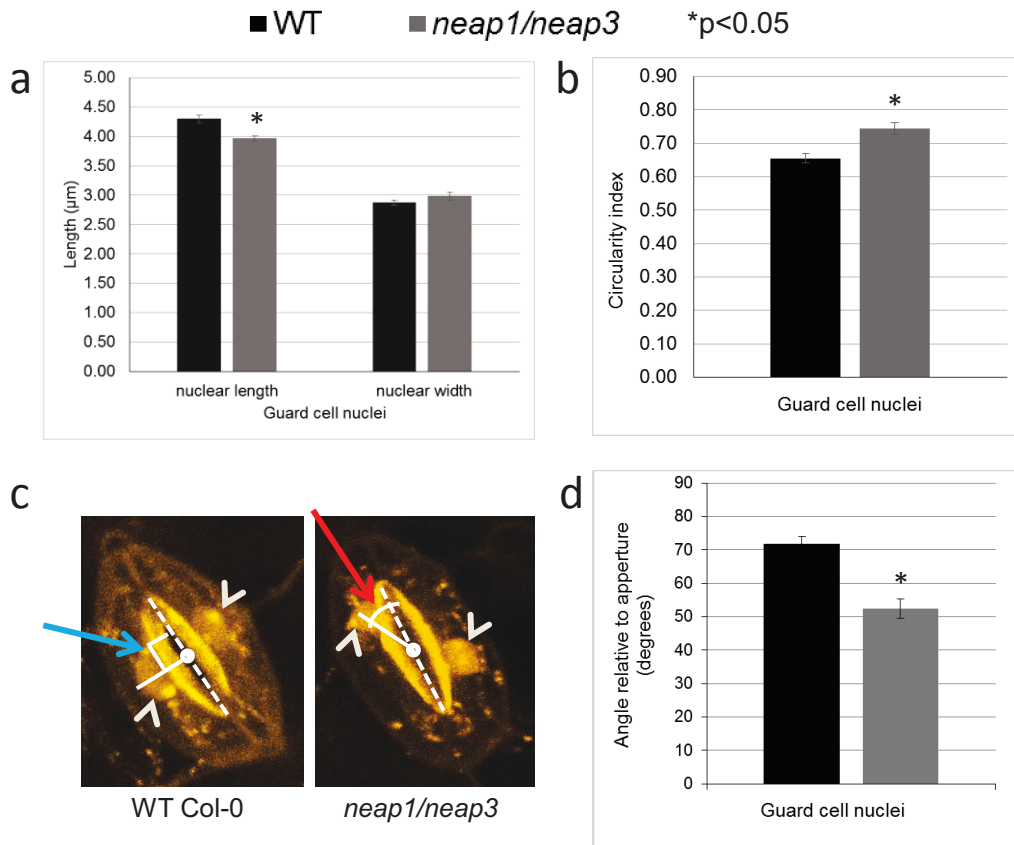 WT neap1/neap3 *p<0.05
a
5.00
4.50
4.00
3.50
3.00
2.50
2.00
1.50
1.00
0.50
0.00
Length (µm)
*
nuclear length nuclear width
Guard cell nuclei
b
0.90
0.80
0.70
0.60
0.50
0.40
0.30
0.20
0.10
0.00
Circularity index
*
Guard cell nuclei
c
WT Col-0 neap1/neap3
d
90
80
70
60
50
40
30
20
10
0
Angle relative to apperture
(degrees)
*
Guard cell nuclei